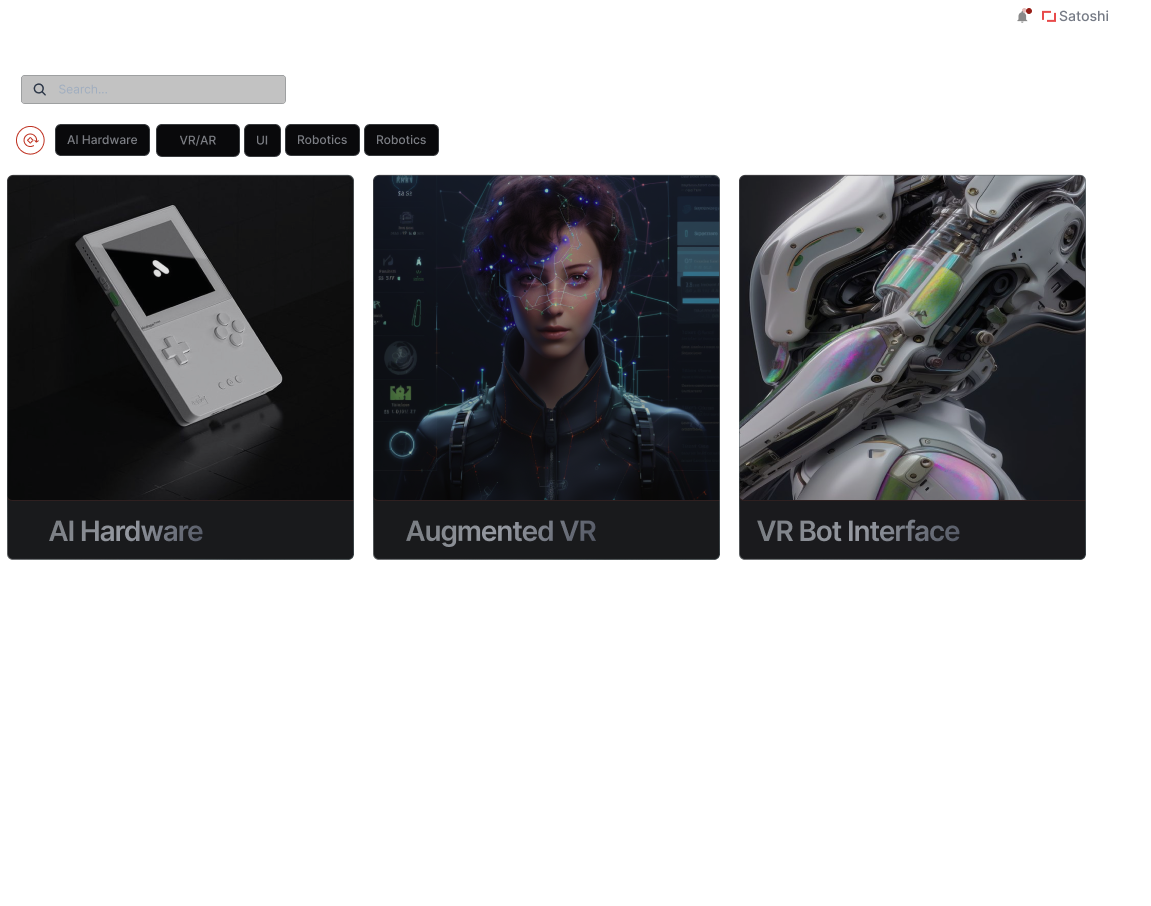 Satoshi
Search...
AI Hardware
VR/AR
UI
Robotics
Robotics
AI Hardware
Augmented VR
VR Bot Interface